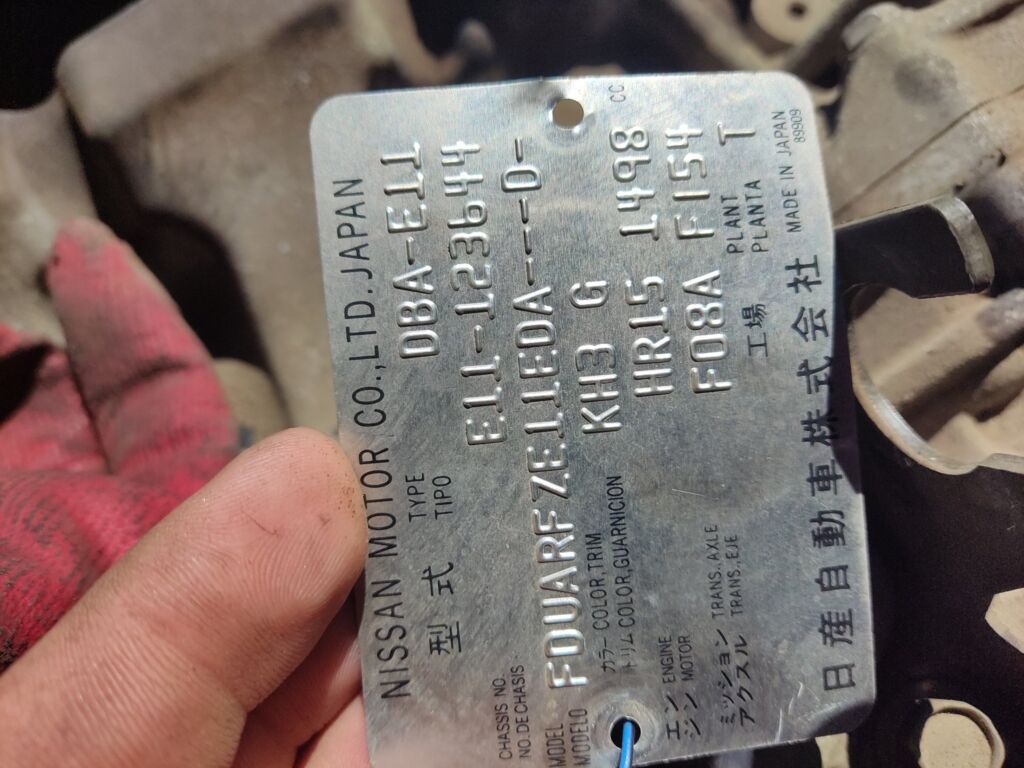 NISSAN MOTOR CO.,LTD.JAPAN
型式 TYPE TIPO DBA-E11
CHASSIS NO. NO.DE CHASIS E11-123644
MODEL MODELO FDUARFZE11EDA---D-
カラー COLOR,TRIM
トリム COLOR,GUARNICION KH3 G
エンジン ENGINE MOTOR HR15 1498 CC
ミッション アクスル TRANS.,AXLE TRANS.,EJE F08A F154
工場 PLANT PLANTA T
日産自動車株式会社 MADE IN JAPAN
89909